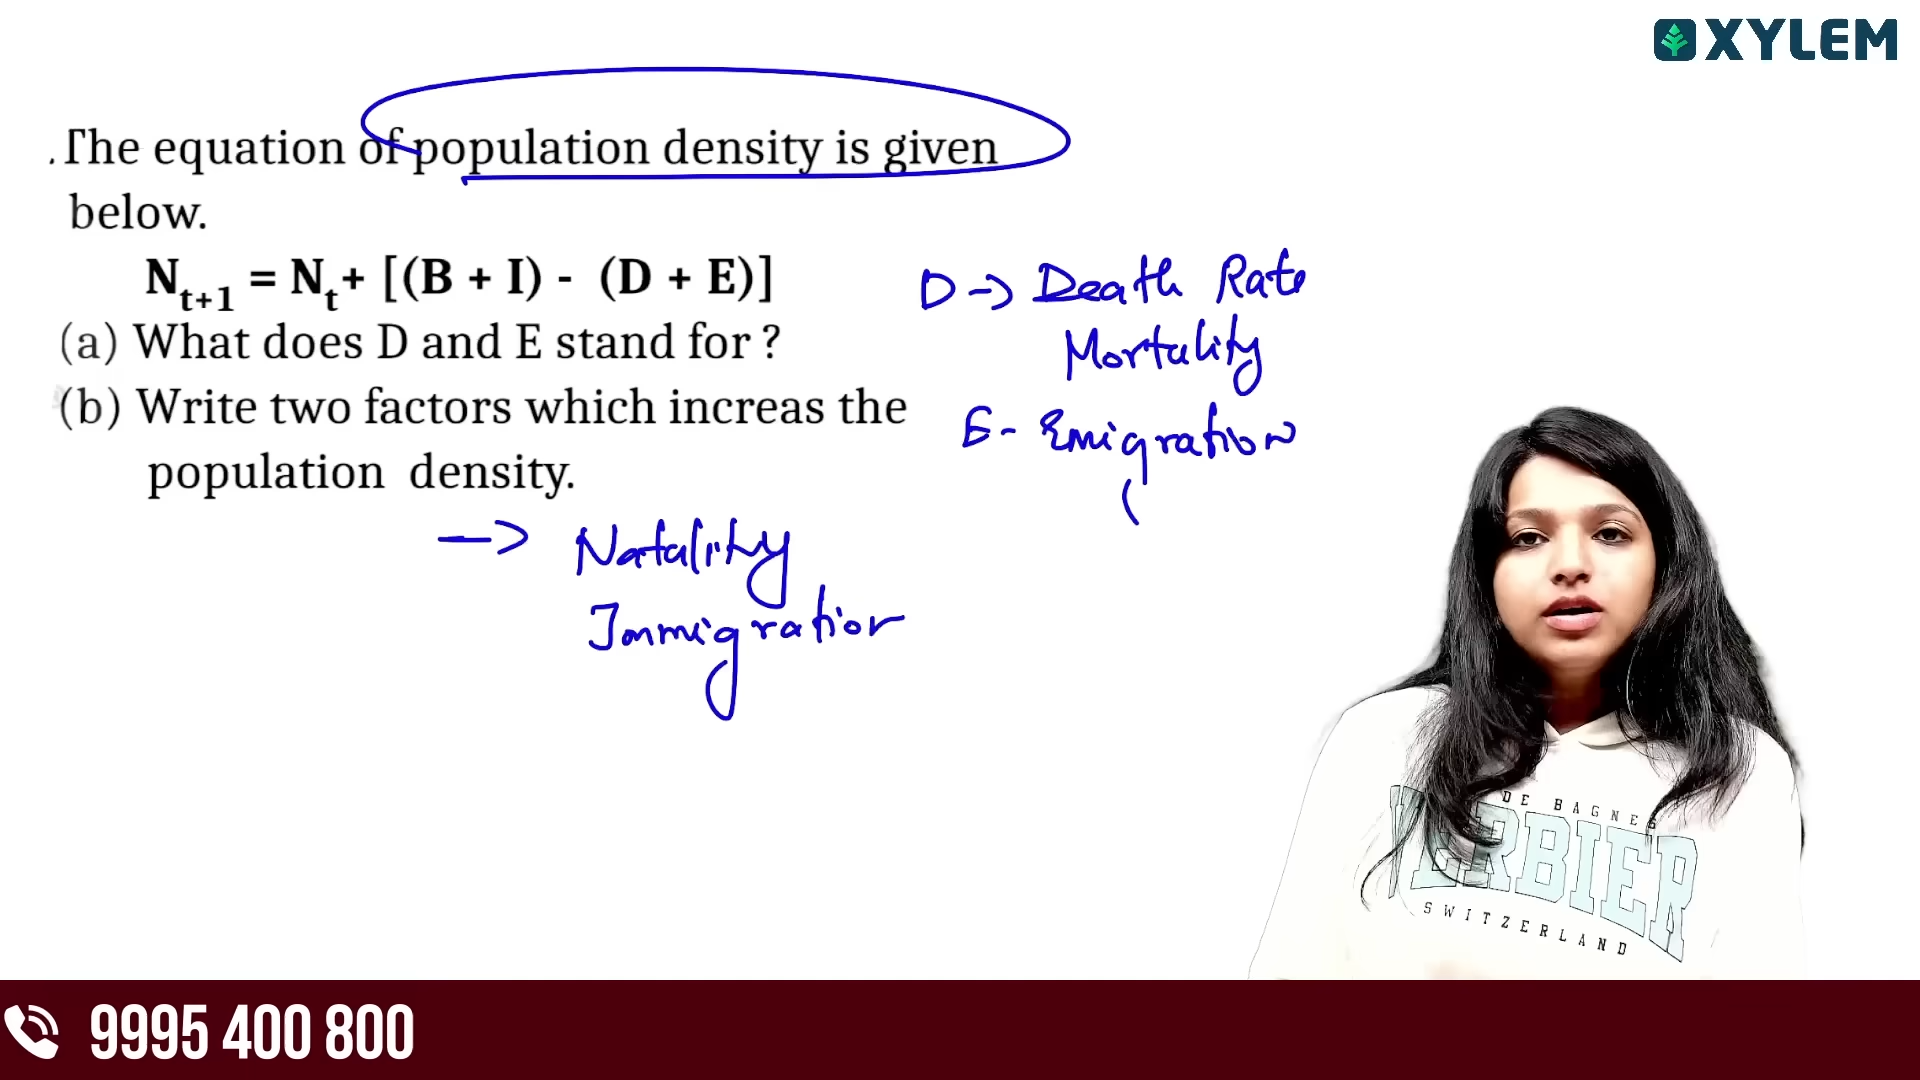 XYLEM
.The equation of population density is given
below.
Nt+1 = Nt+ [(B + I) - (D + E)]
(a) What does D and E stand for ?
(b) Write two factors which increas the
population density.
D -> Death Rate
Mortality
E- Emigration
(
-> Natality
Immigration
DE BAGNES
VERBIER
SWITZERLAND
9995 400 800